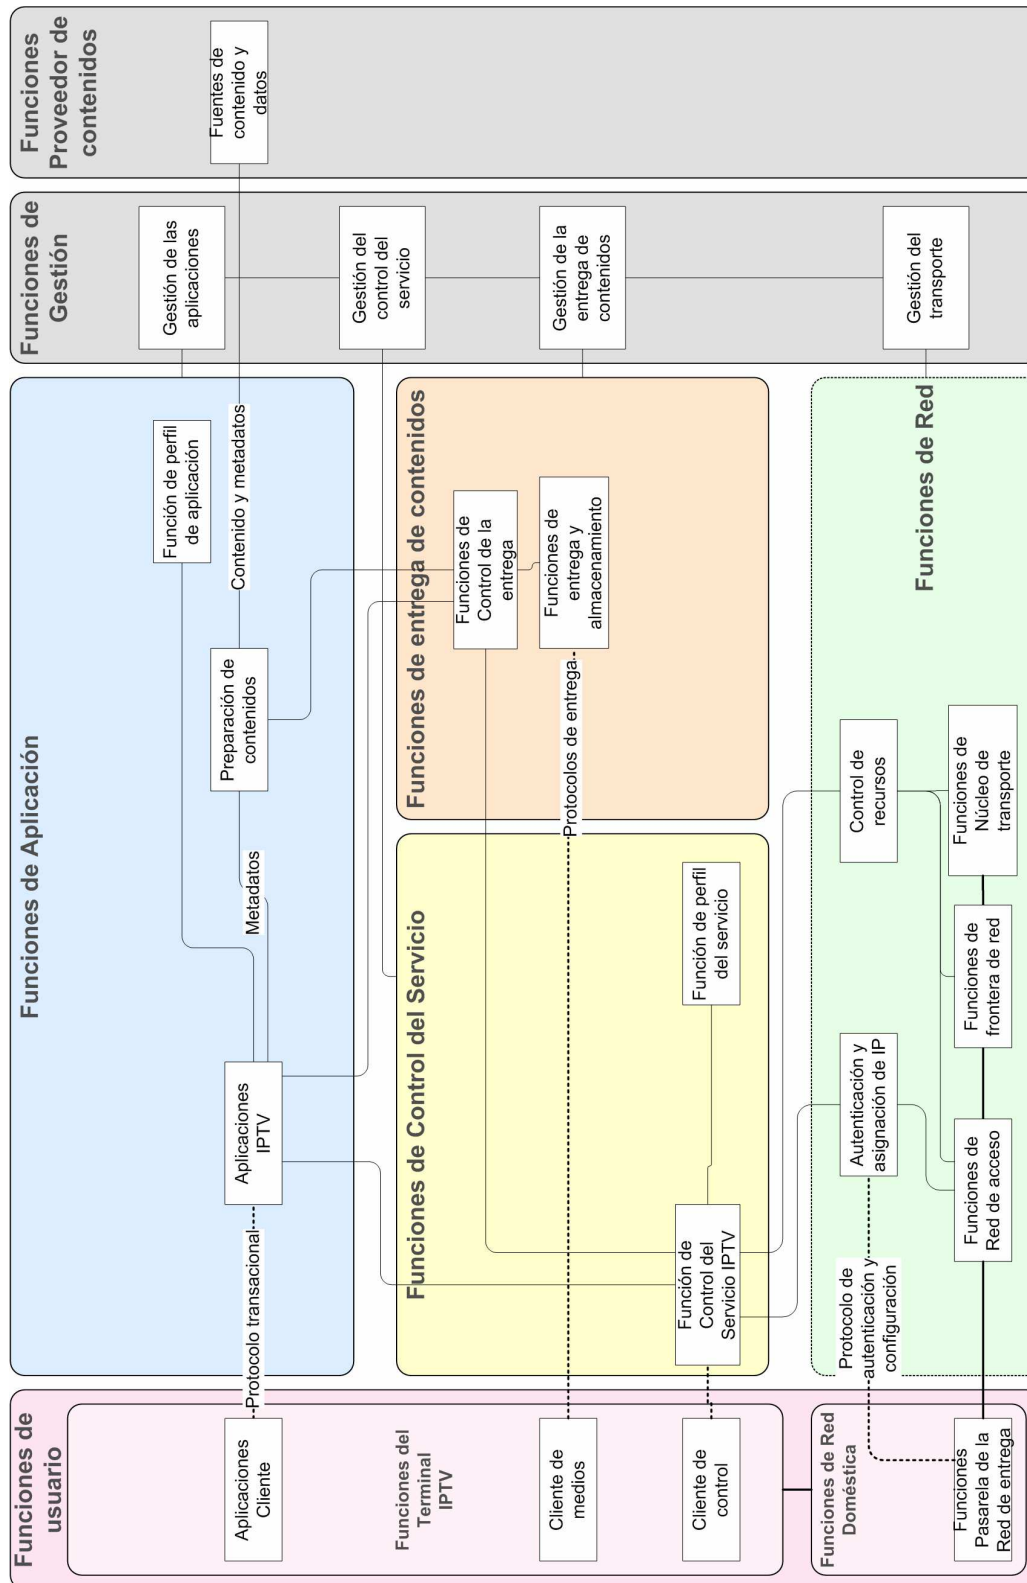 Funciones de
usuario
Aplicaciones
Cliente
Funciones del
Terminal
IPTV
Cliente de
medios
Cliente de
control
Funciones de Red
Doméstica
Funciones
Pasarela de la
Red de entrega
Protocolo transacional
Protocolo de
autenticación y
configuración
Funciones de Aplicación
Aplicaciones
IPTV
Metadatos
Preparación de
contenidos
Contenido y metadatos
Función de perfil
de aplicación
Funciones de Control del Servicio
Función de
Control del
Servicio IPTV
Función de perfil
del servicio
Funciones de entrega de contenidos
Protocolos de entrega
Funciones de
Control de la
entrega
Funciones de
entrega y
almacenamiento
Funciones de Red
Autenticación y
asignación de IP
Control de
recursos
Funciones de
Red de acceso
Funciones de
frontera de red
Funciones de
Núcleo de
transporte
Funciones de
Gestión
Gestión de las
aplicaciones
Gestión del
control del
servicio
Gestión de la
entrega de
contenidos
Gestión del
transporte
Funciones
Proveedor de
contenidos
Fuentes de
contenido y
datos